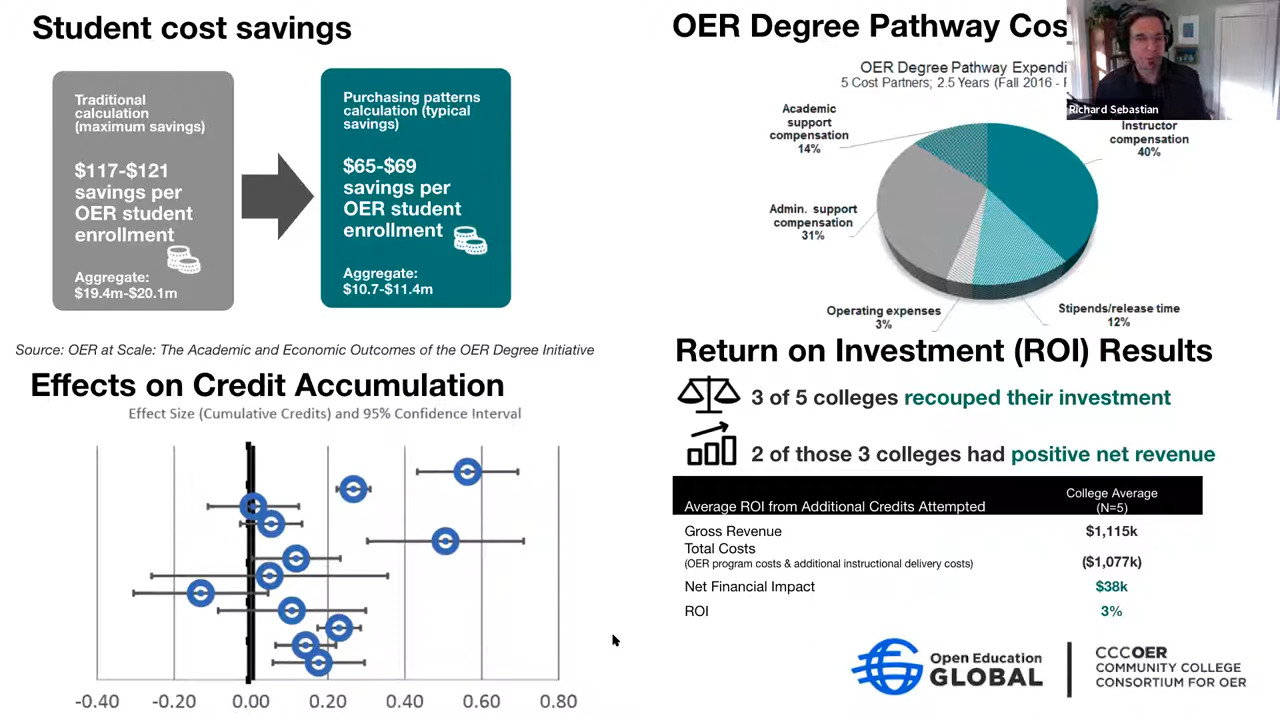 Student cost savings
Traditional
calculation
(maximum savings)
$117-$121
savings per
OER student
enrollment
Aggregate:
$19.4m-$20.1m
Purchasing patterns
calculation (typical
savings)
$65-$69
savings per
OER student
enrollment
Aggregate:
$10.7-$11.4m
Source: OER at Scale: The Academic and Economic Outcomes of the OER Degree Initiative
Effects on Credit Accumulation
Effect Size (Cumulative Credits) and 95% Confidence Interval
-0.40 -0.20 0.00 0.20 0.40 0.60 0.80
OER Degree Pathway Cos
Richard Sebastian
OER Degree Pathway Expendi
5 Cost Partners; 2.5 Years (Fall 2016 -
Academic
support
compensation
14%
Instructor
compensation
40%
Admin. support
compensation
31%
Operating expenses
3%
Stipends/release time
12%
Return on Investment (ROI) Results
3 of 5 colleges recouped their investment
2 of those 3 colleges had positive net revenue
Average ROI from Additional Credits Attempted
College Average
(N=5)
Gross Revenue $1,115k
Total Costs
(OER program costs & additional instructional delivery costs) ($1,077k)
Net Financial Impact $38k
ROI 3%
Open Education
GLOBAL
CCCOER
COMMUNITY COLLEGE
CONSORTIUM FOR OER